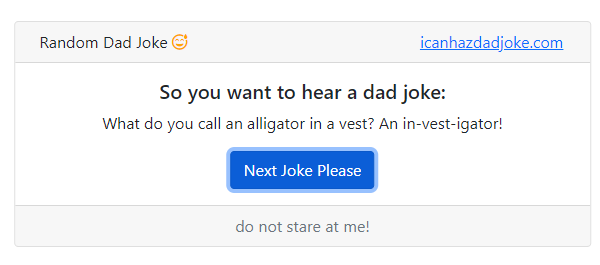 Random Dad Joke 😅 icanhazdadjoke.com
So you want to hear a dad joke:
What do you call an alligator in a vest? An in-vest-igator!
Next Joke Please
do not stare at me!